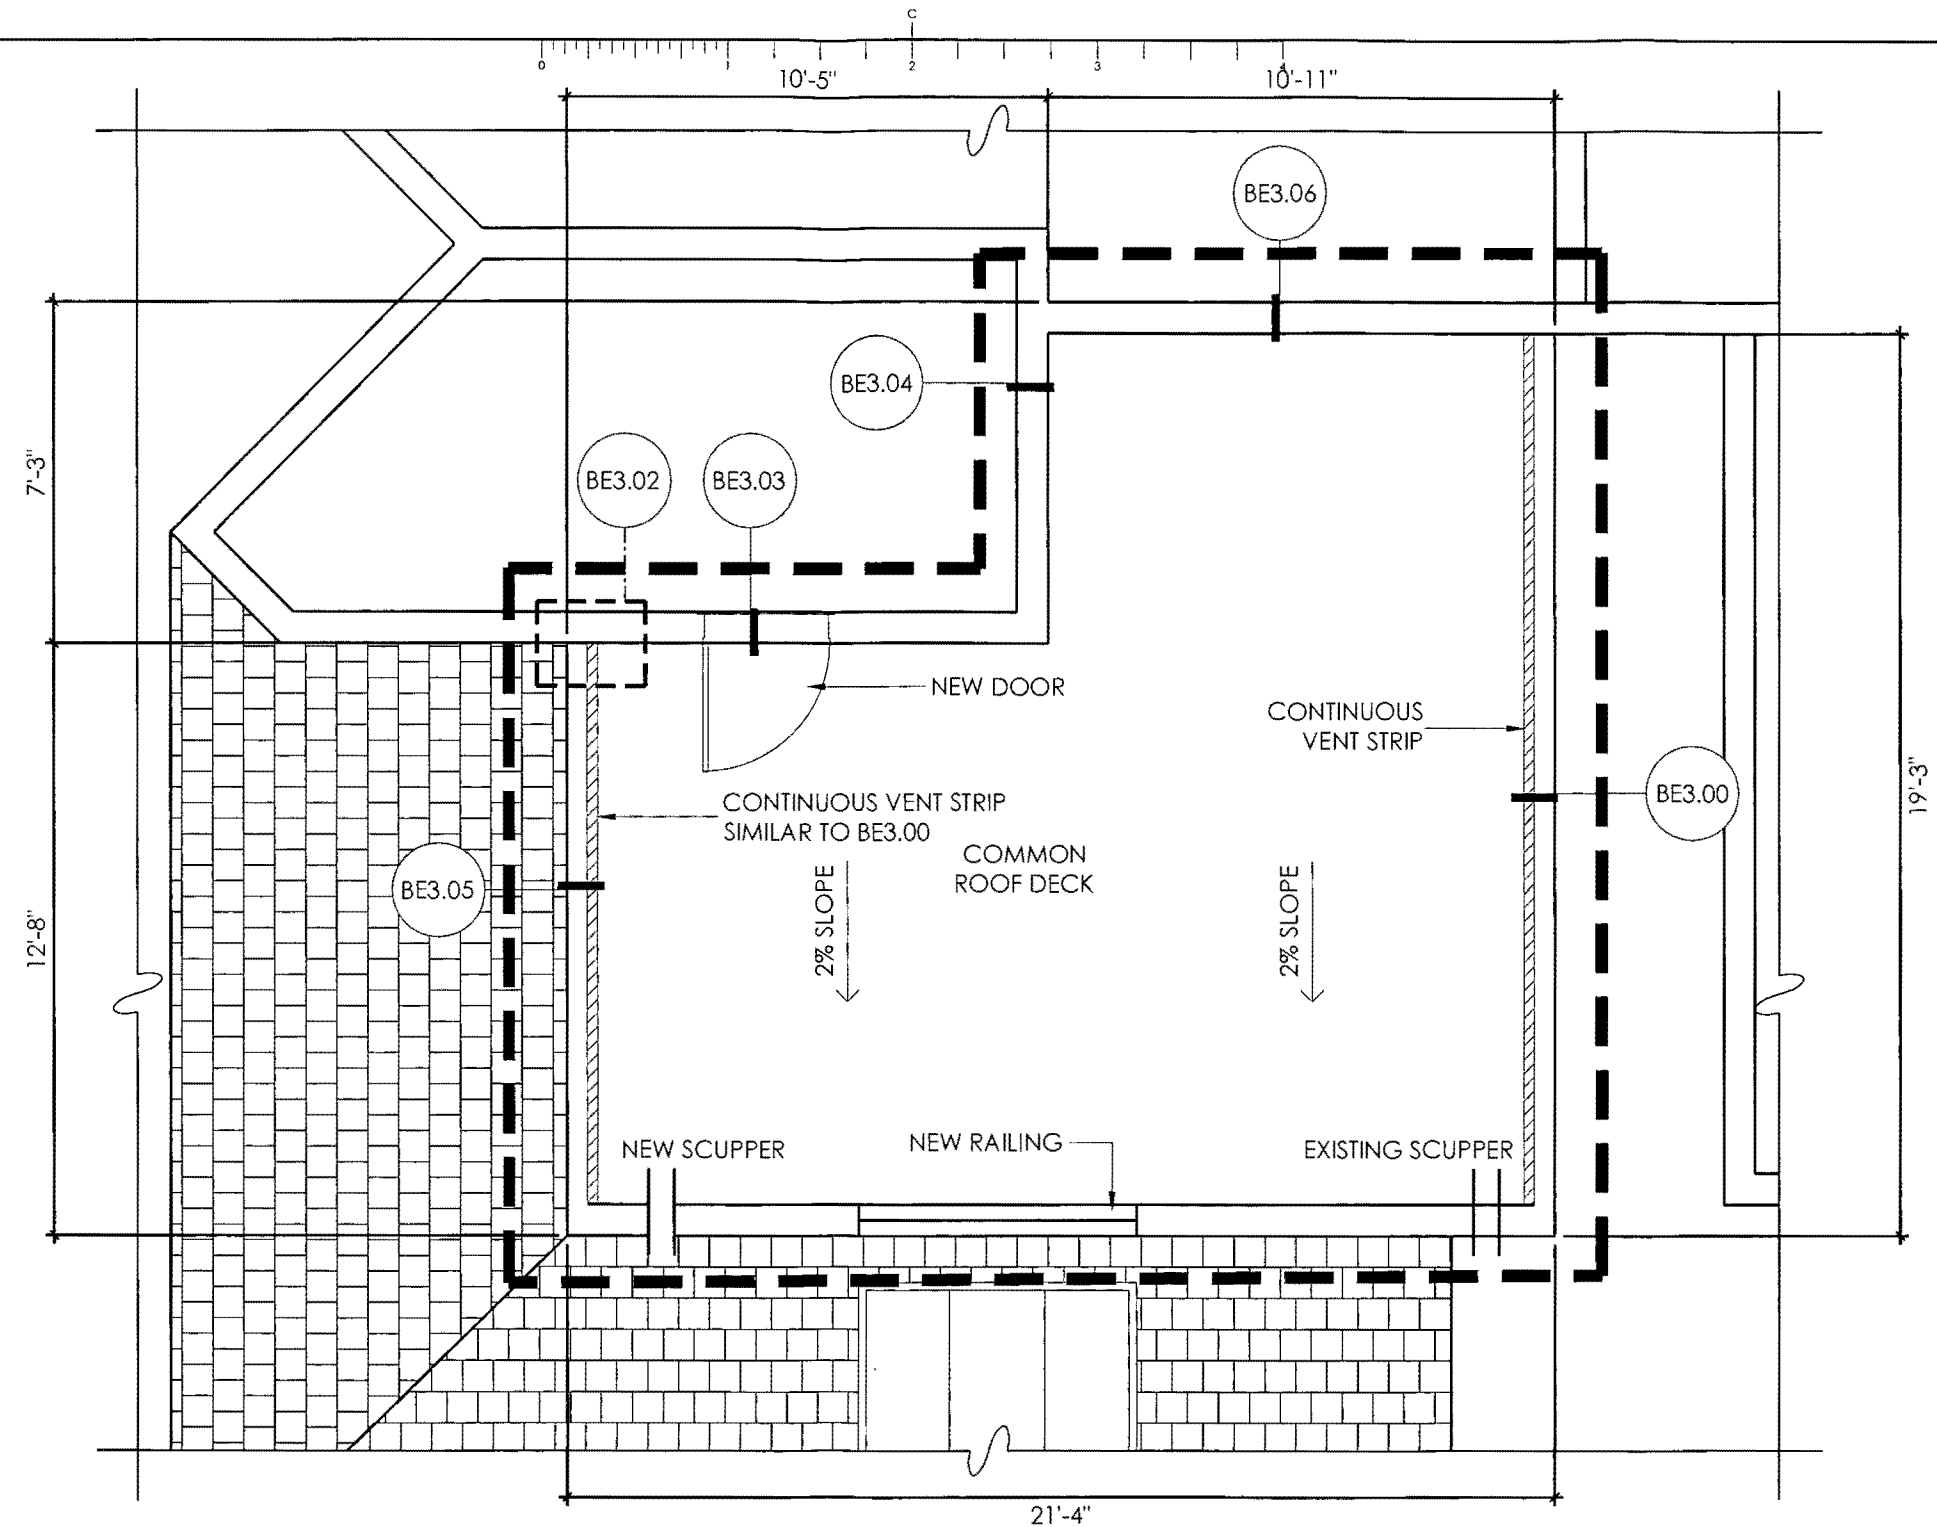 C
0 1 2 3 4
10'-5" 10'-11"
BE3.06
BE3.04
7'-3"
BE3.02 BE3.03
NEW DOOR
CONTINUOUS
VENT STRIP
BE3.00
19'-3"
CONTINUOUS VENT STRIP
SIMILAR TO BE3.00
COMMON
ROOF DECK
BE3.05
2% SLOPE
2% SLOPE
12'-8"
NEW SCUPPER
NEW RAILING
EXISTING SCUPPER
21'-4"